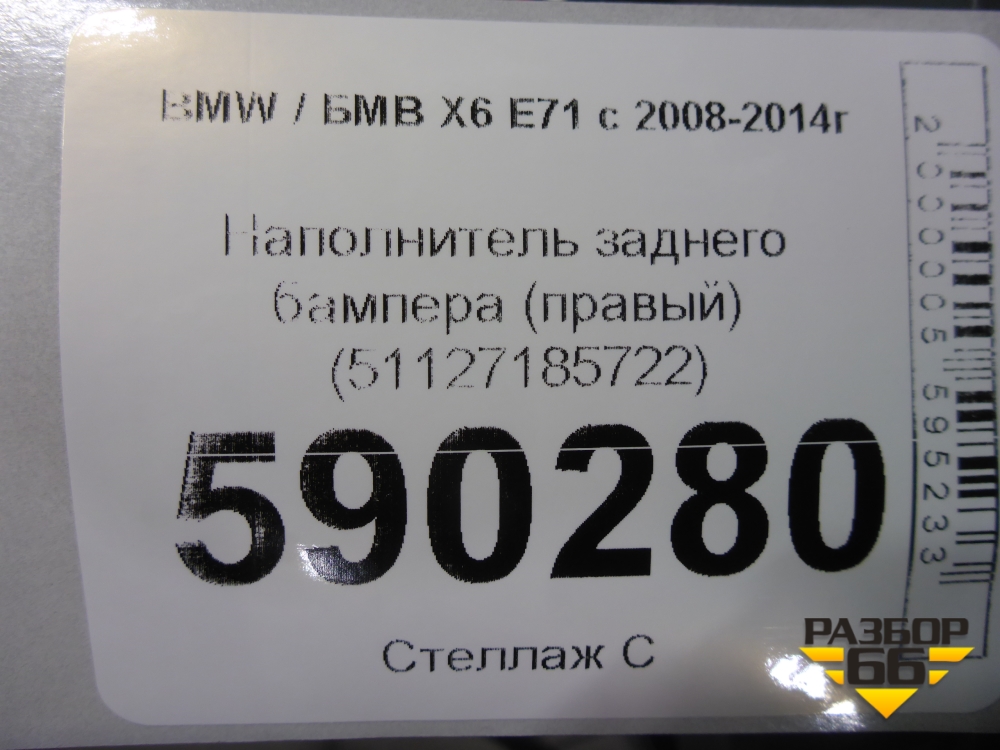 BMW / БМВ X6 E71 с 2008-2014г
Наполнитель заднего
бампера (правый)
(51127185722)
590280
Стеллаж С
2000005595233
РАЗБОР
66